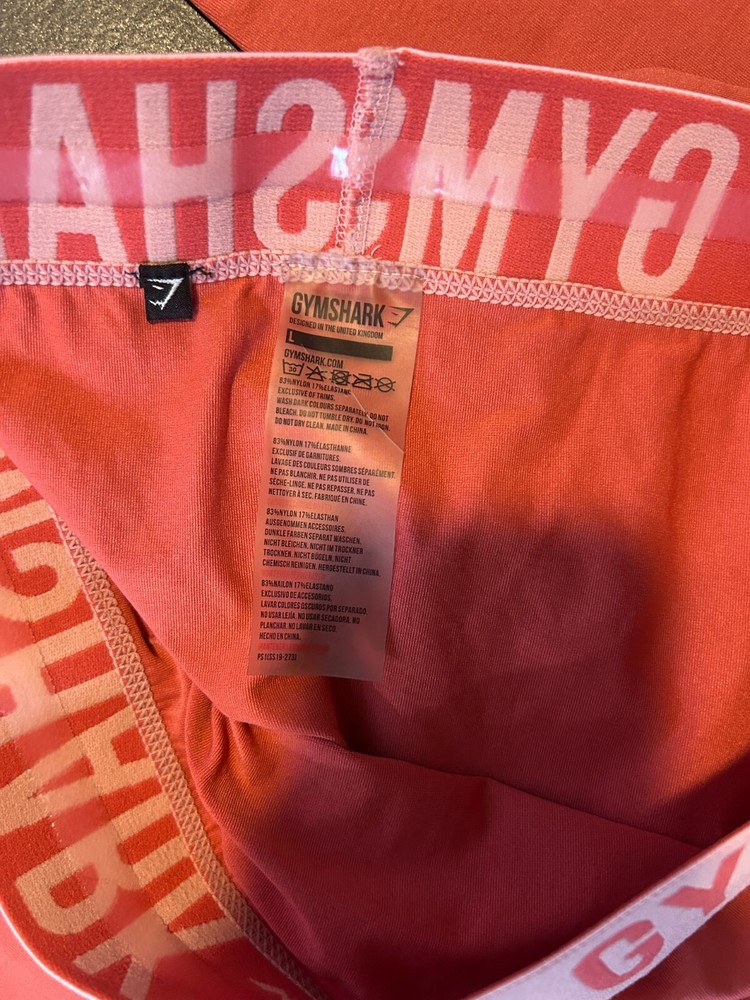 GYMSHA
GYMSHARK
DESIGNED IN THE UNITED KINGDOM
L
GYMSHARK.COM
30
83%NYLON 17%ELASTANE
EXCLUSIVE OF TRIMS.
WASH DARK COLOURS SEPARATELY. DO NOT
BLEACH. DO NOT TUMBLE DRY. DO NOT IRON.
DO NOT DRY CLEAN. MADE IN CHINA.
83%NYLON 17%ÉLASTHANNE
EXCLUSIF DE GARNITURES.
LAVAGE DES COULEURS SOMBRES SÉPARÉMENT.
NE PAS BLANCHIR. NE PAS UTILISER DE
SÈCHE-LINGE. NE PAS REPASSER. NE PAS
NETTOYER À SEC. FABRIQUÉ EN CHINE.
83%NYLON 17%ELASTHAN
AUSGENOMMEN ACCESSOIRES.
DUNKLE FARBEN SEPARAT WASCHEN.
NICHT BLEICHEN. NICHT IM TROCKNER
TROCKNEN. NICHT BÜGELN. NICHT
CHEMISCH REINIGEN. HERGESTELLT IN CHINA.
83%NAILON 17%ELASTANO
EXCLUSIVO DE ACCESORIOS.
LAVAR COLORES OSCUROS POR SEPARADO
NO USAR LEJÍA. NO USAR SECADORA. NO
PLANCHAR. NO LAVAR EN SECO.
HECHO EN CHINA.
GY